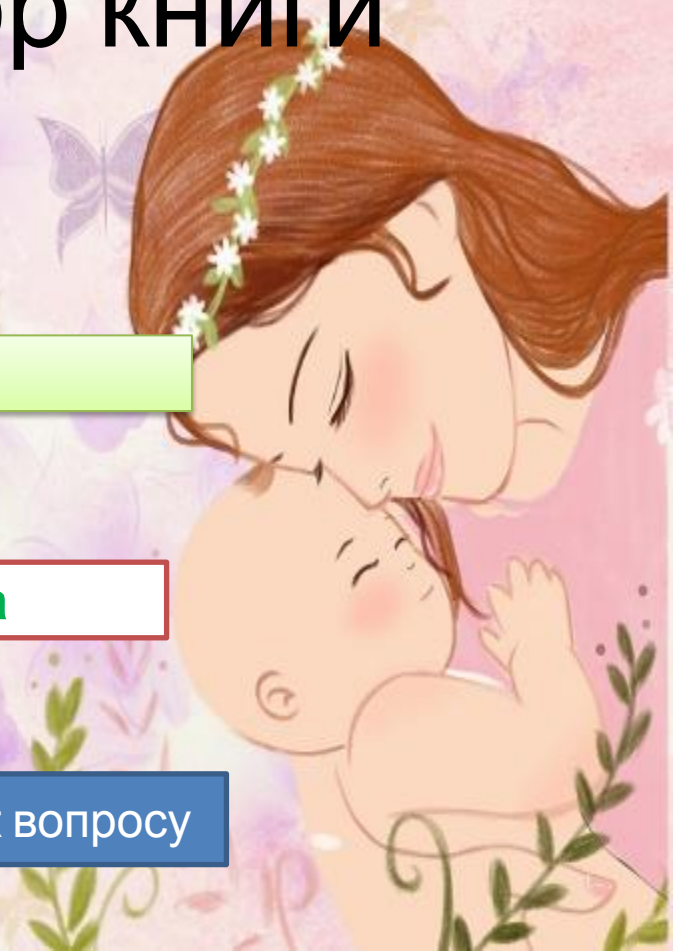 ор книги
а
к вопросу